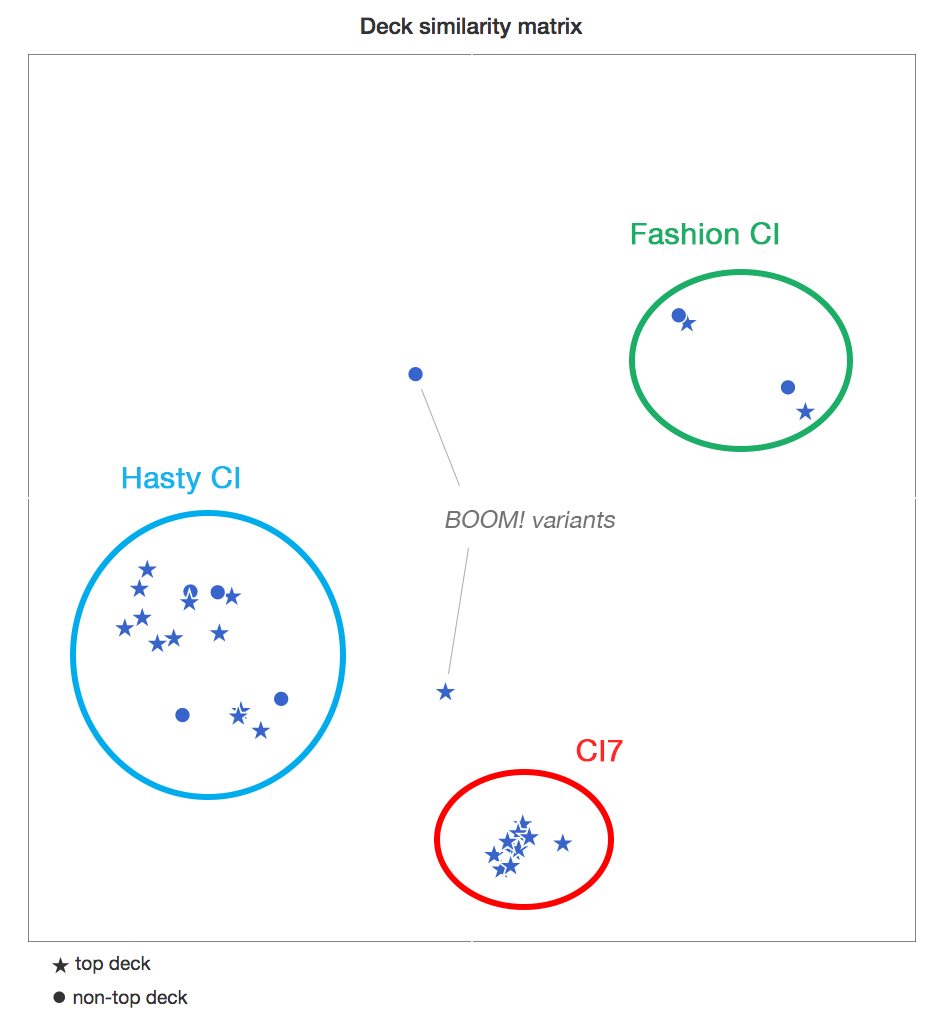 Deck similarity matrix
Fashion CI
Hasty CI
BOOM! variants
CI7
top deck
non-top deck